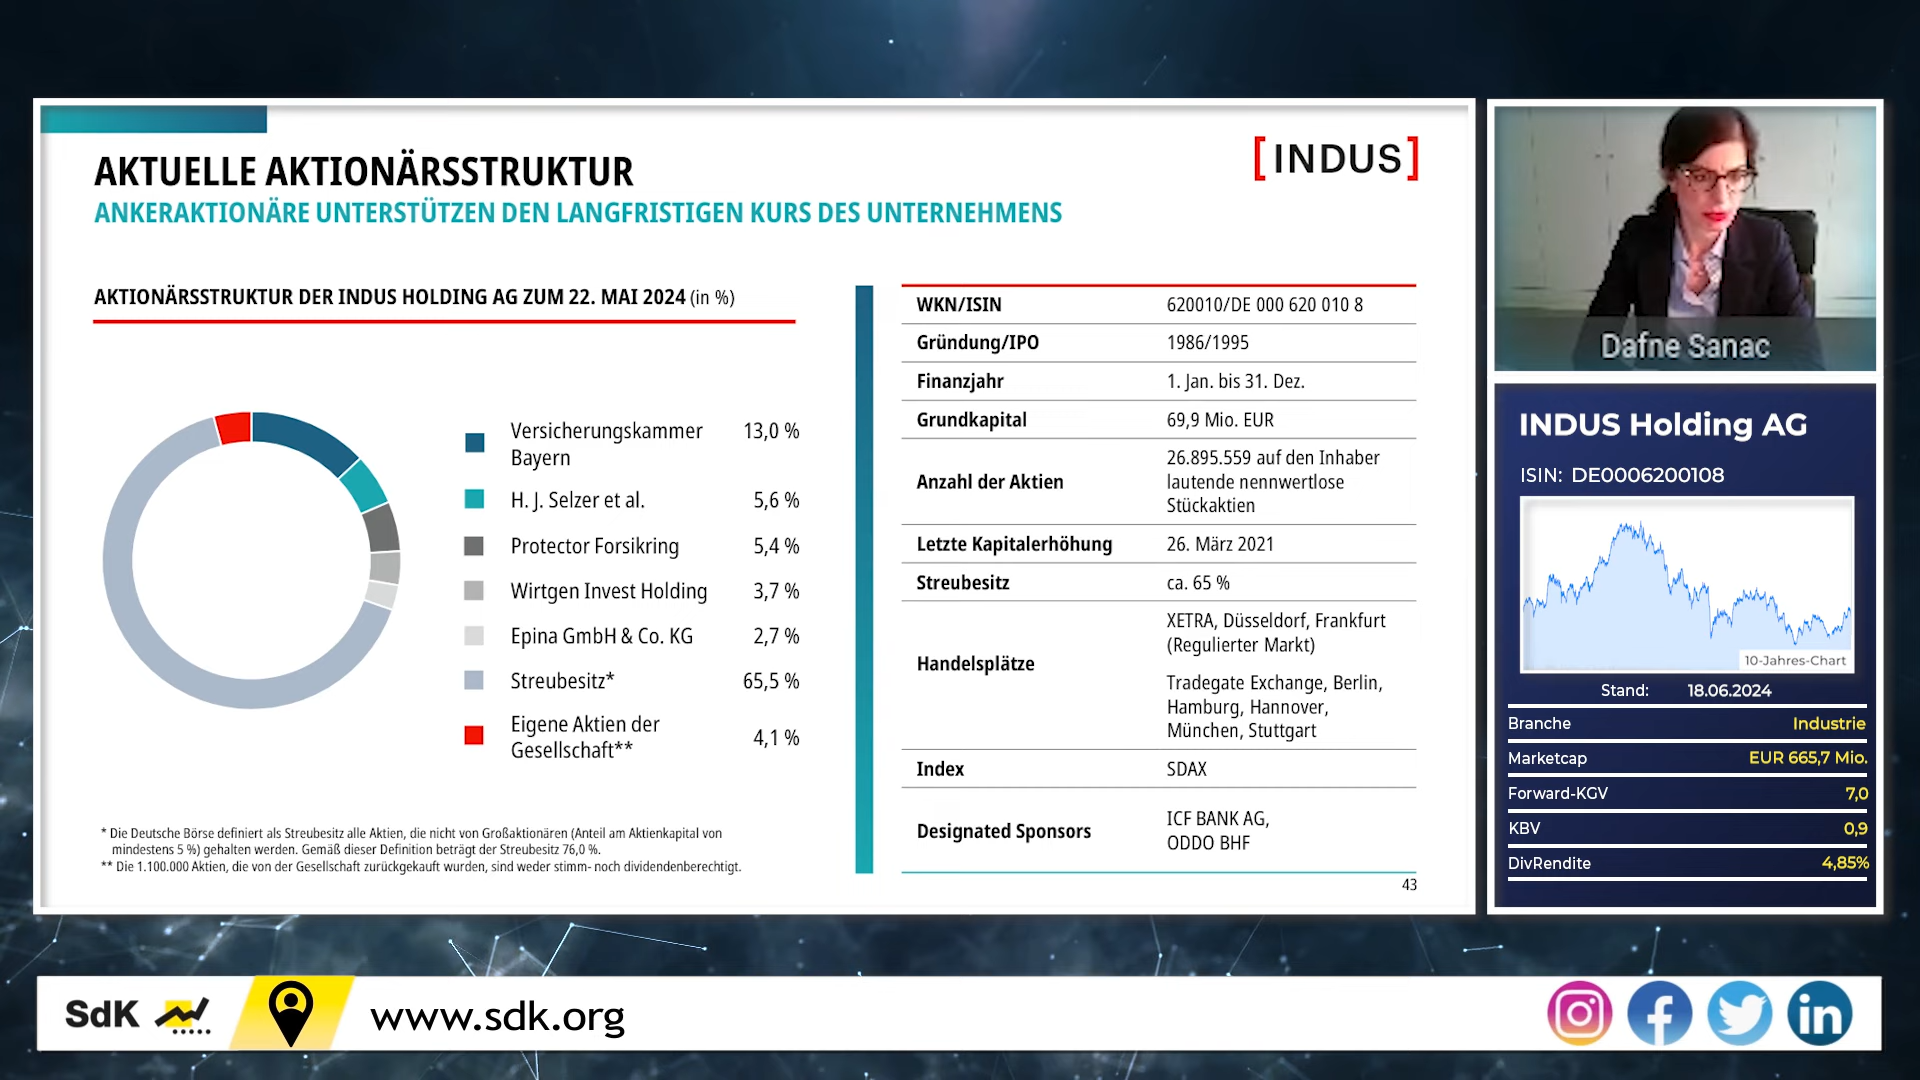 AKTUELLE AKTIONÄRSSTRUKTUR
ANKERAKTIONÄRE UNTERSTÜTZEN DEN LANGFRISTIGEN KURS DES UNTERNEHMENS
[INDUS]
AKTIONÄRSSTRUKTUR DER INDUS HOLDING AG ZUM 22. MAI 2024 (in %)
Versicherungskammer 13,0 %
Bayern
H. J. Selzer et al. 5,6 %
Protector Forsikring 5,4 %
Wirtgen Invest Holding 3,7 %
Epina GmbH & Co. KG 2,7 %
Streubesitz* 65,5 %
Eigene Aktien der
Gesellschaft** 4,1 %
* Die Deutsche Börse definiert als Streubesitz alle Aktien, die nicht von Großaktionären (Anteil am Aktienkapital von
mindestens 5 %) gehalten werden. Gemäß dieser Definition beträgt der Streubesitz 76,0 %.
** Die 1.100.000 Aktien, die von der Gesellschaft zurückgekauft wurden, sind weder stimm- noch dividendenberechtigt.
WKN/ISIN 620010/DE 000 620 010 8
Gründung/IPO 1986/1995
Finanzjahr 1. Jan. bis 31. Dez.
Grundkapital 69,9 Mio. EUR
Anzahl der Aktien 26.895.559 auf den Inhaber
lautende nennwertlose
Stückaktien
Letzte Kapitalerhöhung 26. März 2021
Streubesitz ca. 65 %
Handelsplätze XETRA, Düsseldorf, Frankfurt
(Regulierter Markt)
Tradegate Exchange, Berlin,
Hamburg, Hannover,
München, Stuttgart
Index SDAX
Designated Sponsors ICF BANK AG,
ODDO BHF
43
Dafne Sanac
INDUS Holding AG
ISIN: DE0006200108
10-Jahres-Chart
Stand: 18.06.2024
Branche Industrie
Marketcap EUR 665,7 Mio.
Forward-KGV 7,0
KBV 0,9
DivRendite 4,85%
SdK
www.sdk.org